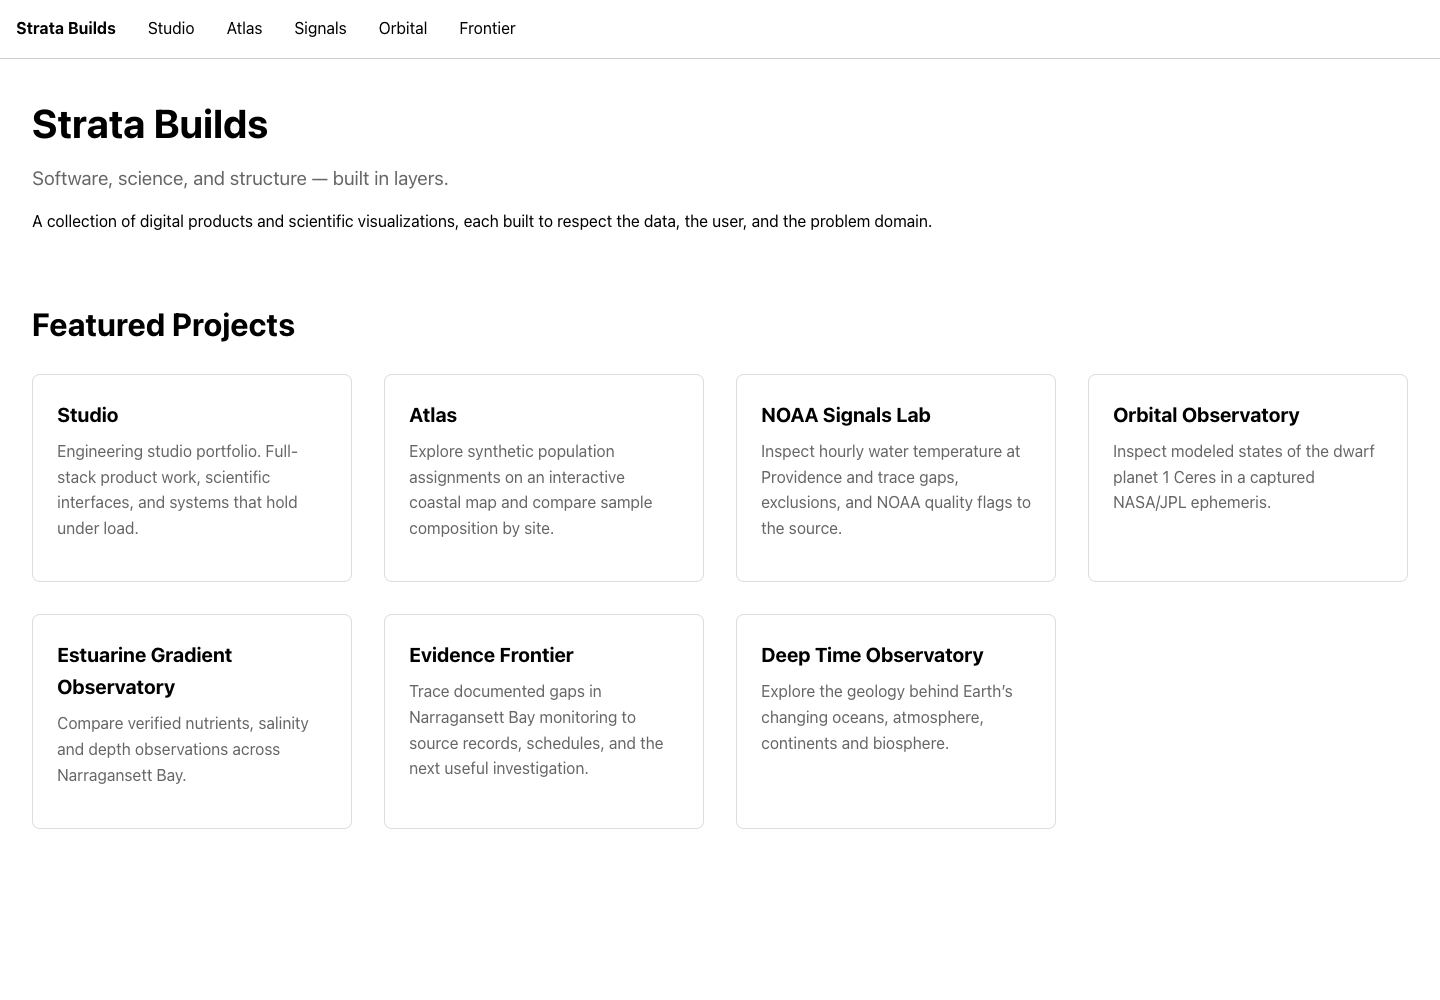 Strata Builds
Studio
Atlas
Signals
Orbital
Frontier
Strata Builds
Software, science, and structure — built in layers.
A collection of digital products and scientific visualizations, each built to respect the data, the user, and the problem domain.
Featured Projects
Studio
Engineering studio portfolio. Full-
stack product work, scientific
interfaces, and systems that hold
under load.
Atlas
Explore synthetic population
assignments on an interactive
coastal map and compare sample
composition by site.
NOAA Signals Lab
Inspect hourly water temperature at
Providence and trace gaps,
exclusions, and NOAA quality flags to
the source.
Orbital Observatory
Inspect modeled states of the dwarf
planet 1 Ceres in a captured
NASA/JPL ephemeris.
Estuarine Gradient
Observatory
Compare verified nutrients, salinity
and depth observations across
Narragansett Bay.
Evidence Frontier
Trace documented gaps in
Narragansett Bay monitoring to
source records, schedules, and the
next useful investigation.
Deep Time Observatory
Explore the geology behind Earth’s
changing oceans, atmosphere,
continents and biosphere.